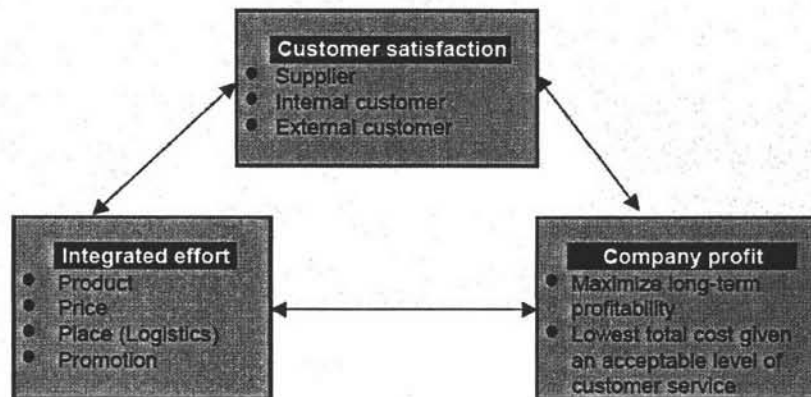 Customer satisfaction
Supplier
Internal customer
External customer
Integrated effort
Product
Price
Place (Logistics)
Promotion
Company profit
Maximize long-term
profitability
Lowest total cost given
an acceptable level of
customer service